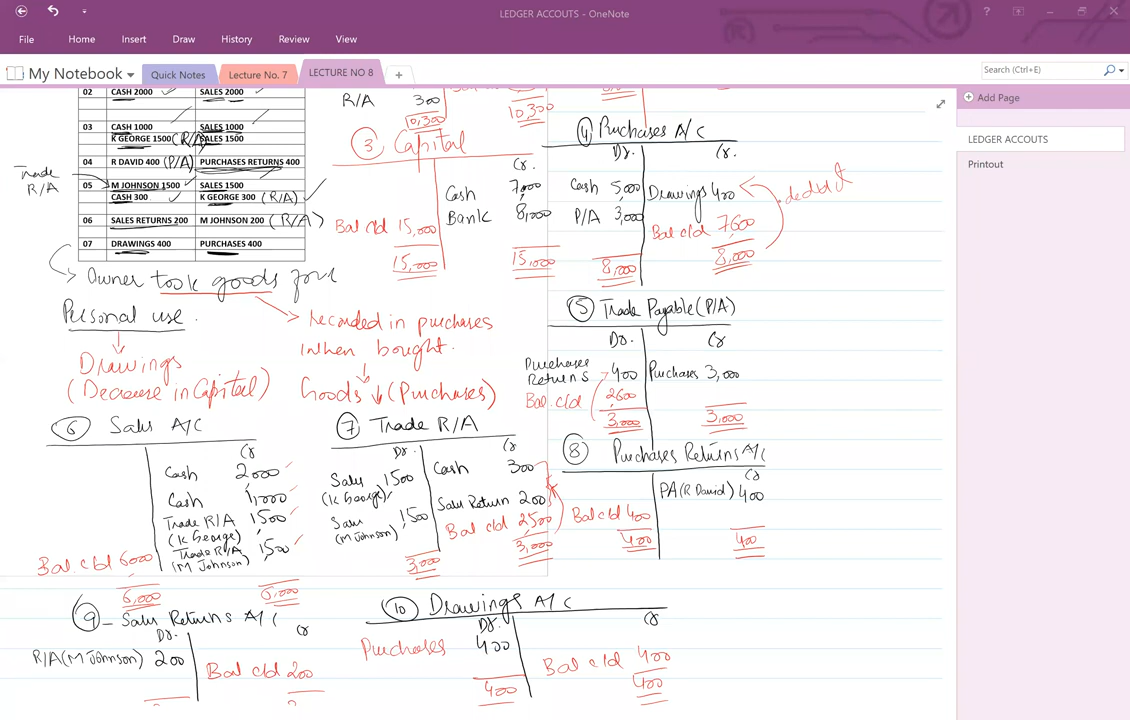 LEDGER ACCOUTS - OneNote
File Home Insert Draw History Review View
My Notebook Quick Notes Lecture No. 7 LECTURE NO 8
Search (Ctrl+E)
Add Page
LEDGER ACCOUTS
Printout
02 CASH 2000 SALES 2000
03 CASH 1000 SALES 1000
K GEORGE 1500 (R/A) SALES 1500
04 R DAVID 400 (P/A) PURCHASES RETURNS 400
Trade R/A
05 M JOHNSON 1500 SALES 1500
CASH 300 K GEORGE 300 (R/A)
06 SALES RETURNS 200 M JOHNSON 200 (R/A)
07 DRAWINGS 400 PURCHASES 400
Owner took goods for
Personal use.
Drawings
(Decrease in Capital)
Recorded in purchases
when bought.
Goods ↓ (Purchases)
R/A 300
10,300 10,300
3 Capital
Cr.
Cash 7,000
Bank 8,000
Bal c/d 15,000
15,000 15,000
4 Purchases A/C
Dr. Cr.
Cash 5,000 Drawings 400
P/A 3,000 Bal c/d 7,600
8,000 8,000
deduct
5 Trade Payable (P/A)
Dr. Cr
Purchases Returns 400 Purchases 3,000
Bal. c/d 2600
3,000 3,000
6 Sales A/C
Cr
Cash 2000
Cash 1,000
Trade R/A 1500
(K George)
Trade R/A 1500
(M Johnson)
Bal. c/d 6000
6,000 6,000
7 Trade R/A
Dr. Cr
Sales 1500 Cash 300
(K George)
Sales Return 200
Sales 1500 Bal c/d 2500
(M Johnson)
3,000 3,000
8 Purchases Returns A/C
Cr
PA (R David) 400
Bal c/d 400
400 400
9 Sales Returns A/C
Dr. Cr
R/A (M Johnson) 200 Bal c/d 200
10 Drawings A/C
Dr. Cr
Purchases 400 Bal c/d 400
400 400